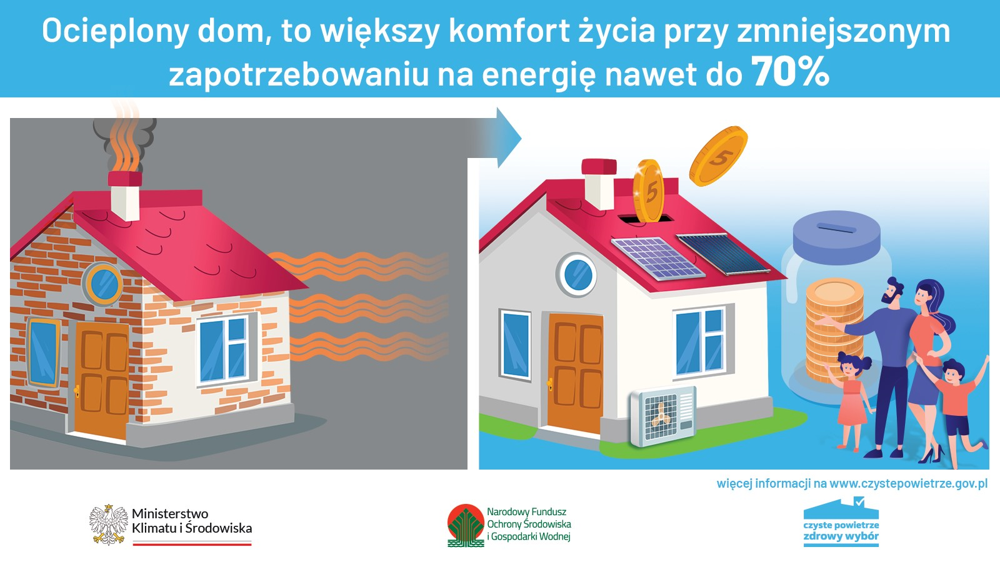 Ocieplony dom, to większy komfort życia przy zmniejszonym
zapotrzebowaniu na energię nawet do 70%
5
5
więcej informacji na www.czystepowietrze.gov.pl
Ministerstwo
Klimatu i Środowiska
Narodowy Fundusz
Ochrony Środowiska
i Gospodarki Wodnej
czyste powietrze
zdrowy wybór